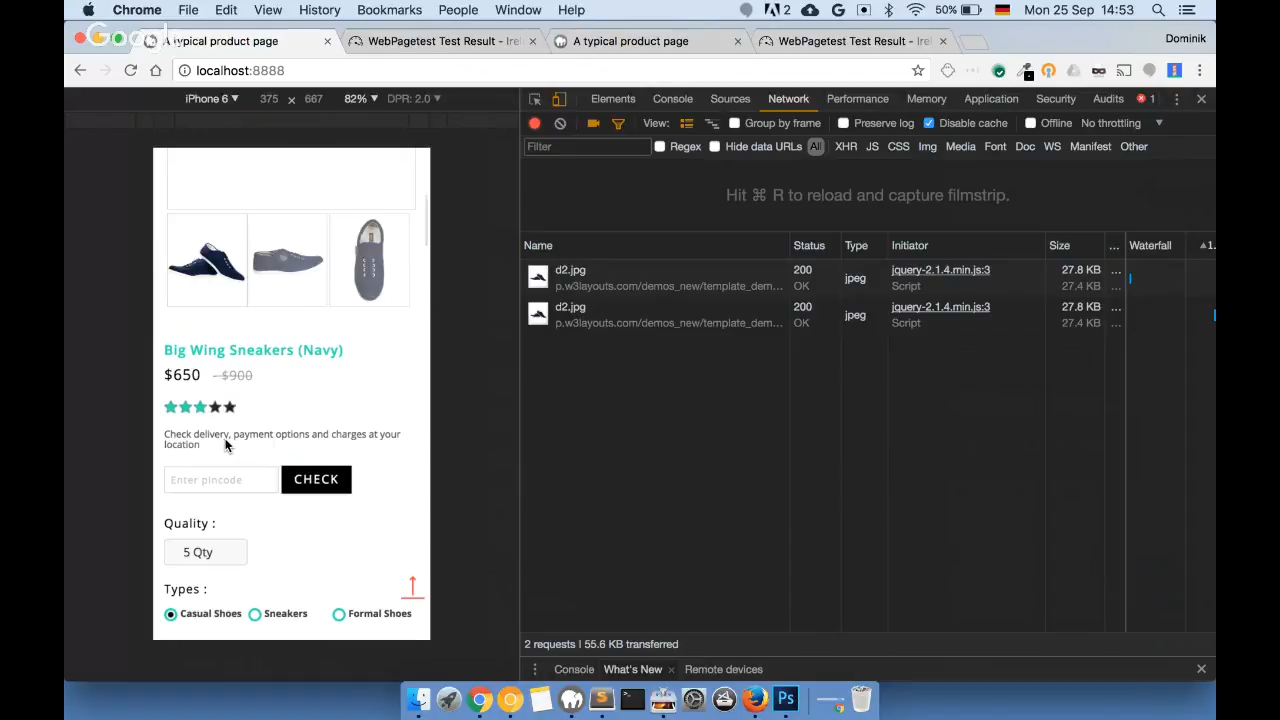 Chrome File Edit View History Bookmarks People Window Help 2 G 50% Mon 25 Sep 14:53
Google
A typical product page × WebPagetest Test Result - Irel × A typical product page × WebPagetest Test Result - Irel × Dominik
localhost:8888
iPhone 6 ▼ 375 × 667 82% ▼ DPR: 2.0 ▼
Elements Console Sources Network Performance Memory Application Security Audits 1
View: Group by frame Preserve log Disable cache Offline No throttling ▼
Filter Regex Hide data URLs All XHR JS CSS Img Media Font Doc WS Manifest Other
Hit ⌘ R to reload and capture filmstrip.
Name Status Type Initiator Size ... Waterfall ▲1.
d2.jpg 200 jpeg jquery-2.1.4.min.js:3 27.8 KB ...
p.w3layouts.com/demos_new/template_dem... OK Script 27.4 KB
d2.jpg 200 jpeg jquery-2.1.4.min.js:3 27.8 KB ...
p.w3layouts.com/demos_new/template_dem... OK Script 27.4 KB
Big Wing Sneakers (Navy)
$650 - $900
Check delivery, payment options and charges at your
location
Enter pincode CHECK
Quality :
5 Qty
Types :
Casual Shoes Sneakers Formal Shoes
2 requests | 55.6 KB transferred
Console What's New × Remote devices
Ps